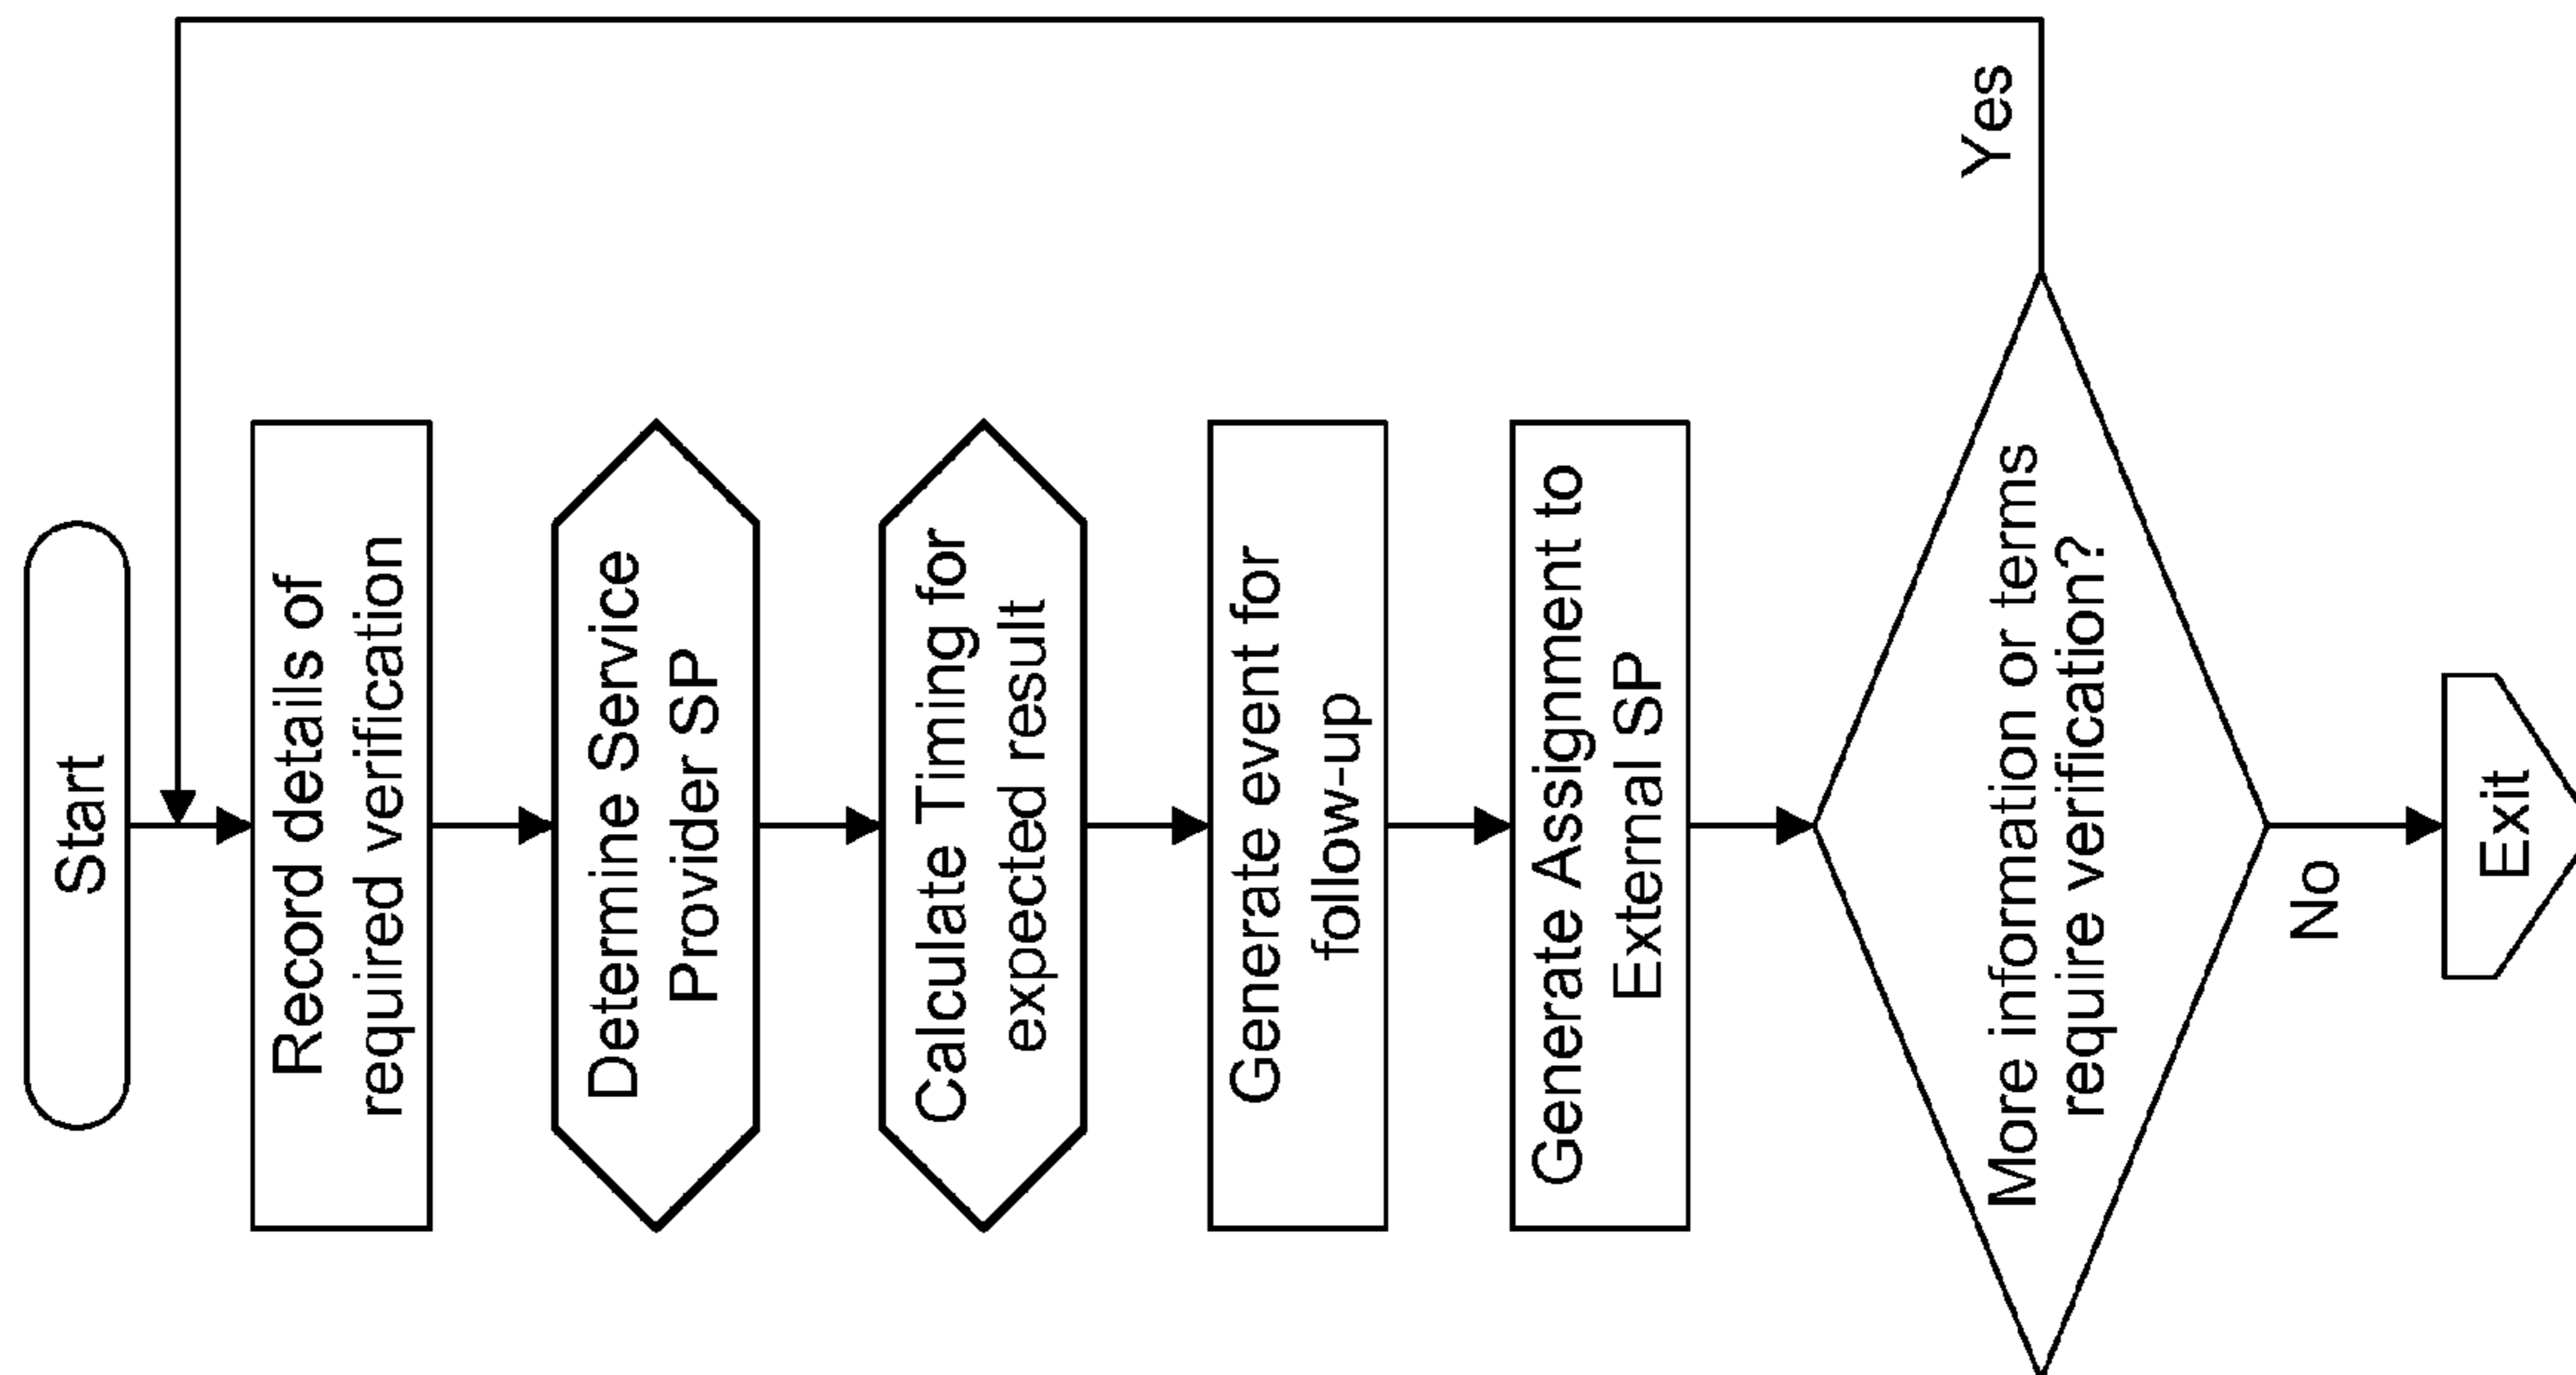 Start
Record details of
required verification
Determine Service
Provider SP
Calculate Timing for
expected result
Generate event for
follow-up
Generate Assignment to
External SP
More information or terms
require verification?
Yes
No
Exit